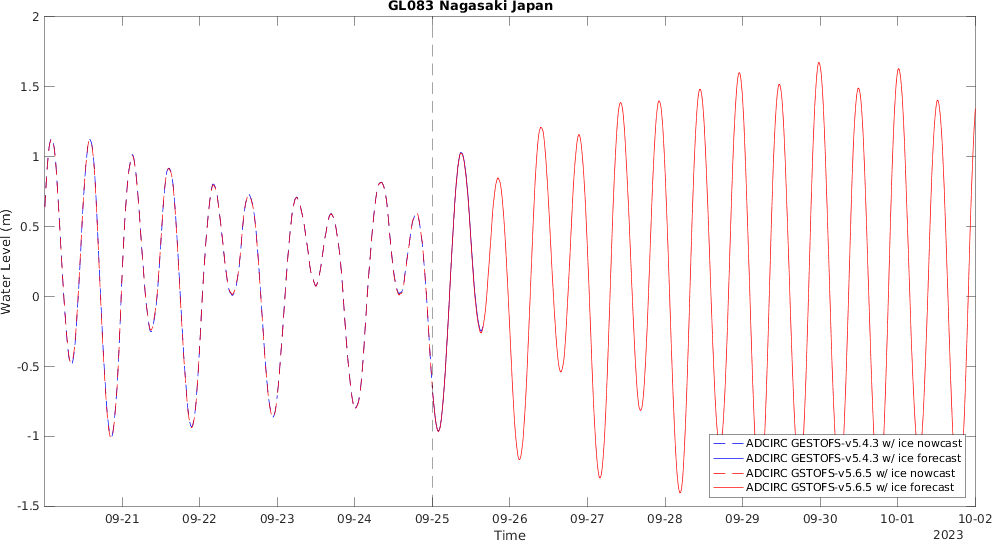 GL083 Nagasaki Japan
2
1.5
1
0.5
0
-0.5
-1
-1.5
Water Level (m)
ADCIRC GESTOFS-v5.4.3 w/ ice nowcast
ADCIRC GESTOFS-v5.4.3 w/ ice forecast
ADCIRC GSTOFS-v5.6.5 w/ ice nowcast
ADCIRC GSTOFS-v5.6.5 w/ ice forecast
09-21 09-22 09-23 09-24 09-25 09-26 09-27 09-28 09-29 09-30 10-01 10-02
Time
2023